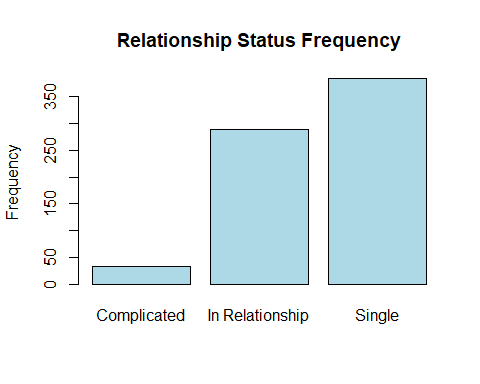 Relationship Status Frequency
Frequency
350
250
150
50
0
Complicated In Relationship Single